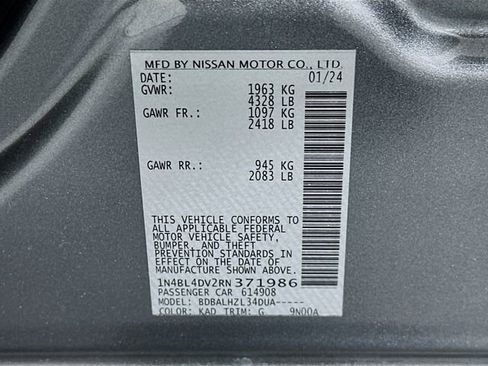 MFD BY NISSAN MOTOR CO., LTD.
DATE: 01/24
GVWR: 1963 KG
4328 LB
GAWR FR.: 1097 KG
2418 LB
GAWR RR.: 945 KG
2083 LB
THIS VEHICLE CONFORMS TO
ALL APPLICABLE FEDERAL
MOTOR VEHICLE SAFETY,
BUMPER, AND THEFT
PREVENTION STANDARDS IN
EFFECT ON THE DATE OF
MANUFACTURE SHOWN ABOVE.
1N4BL4DV2RN371986
PASSENGER CAR 614908
MODEL: BDBALHZL34DUA-----
COLOR: KAD TRIM: G 9N00A